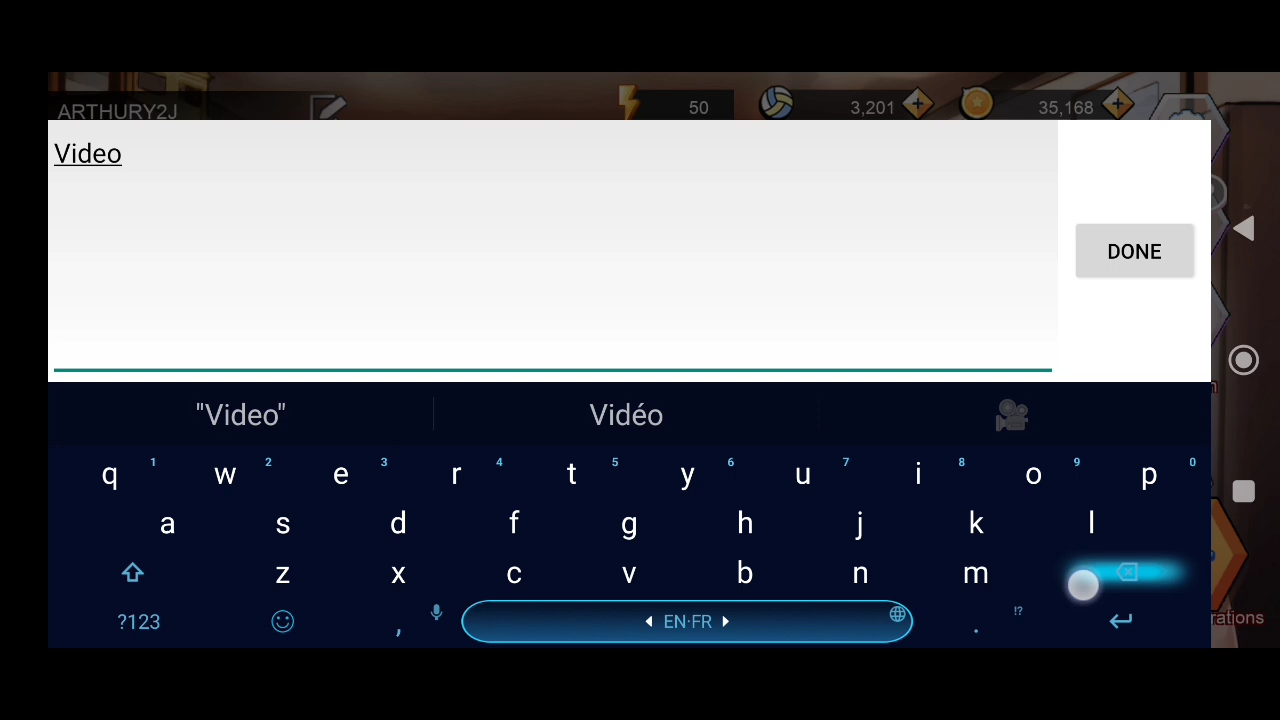 ARTHURY2J 50 3,201 35,168
Video
DONE
"Video" Vidéo
q 1 w 2 e 3 r 4 t 5 y 6 u 7 i 8 o 9 p 0
a s d f g h j k l
z x c v b n m
?123 , EN·FR . !?
rations